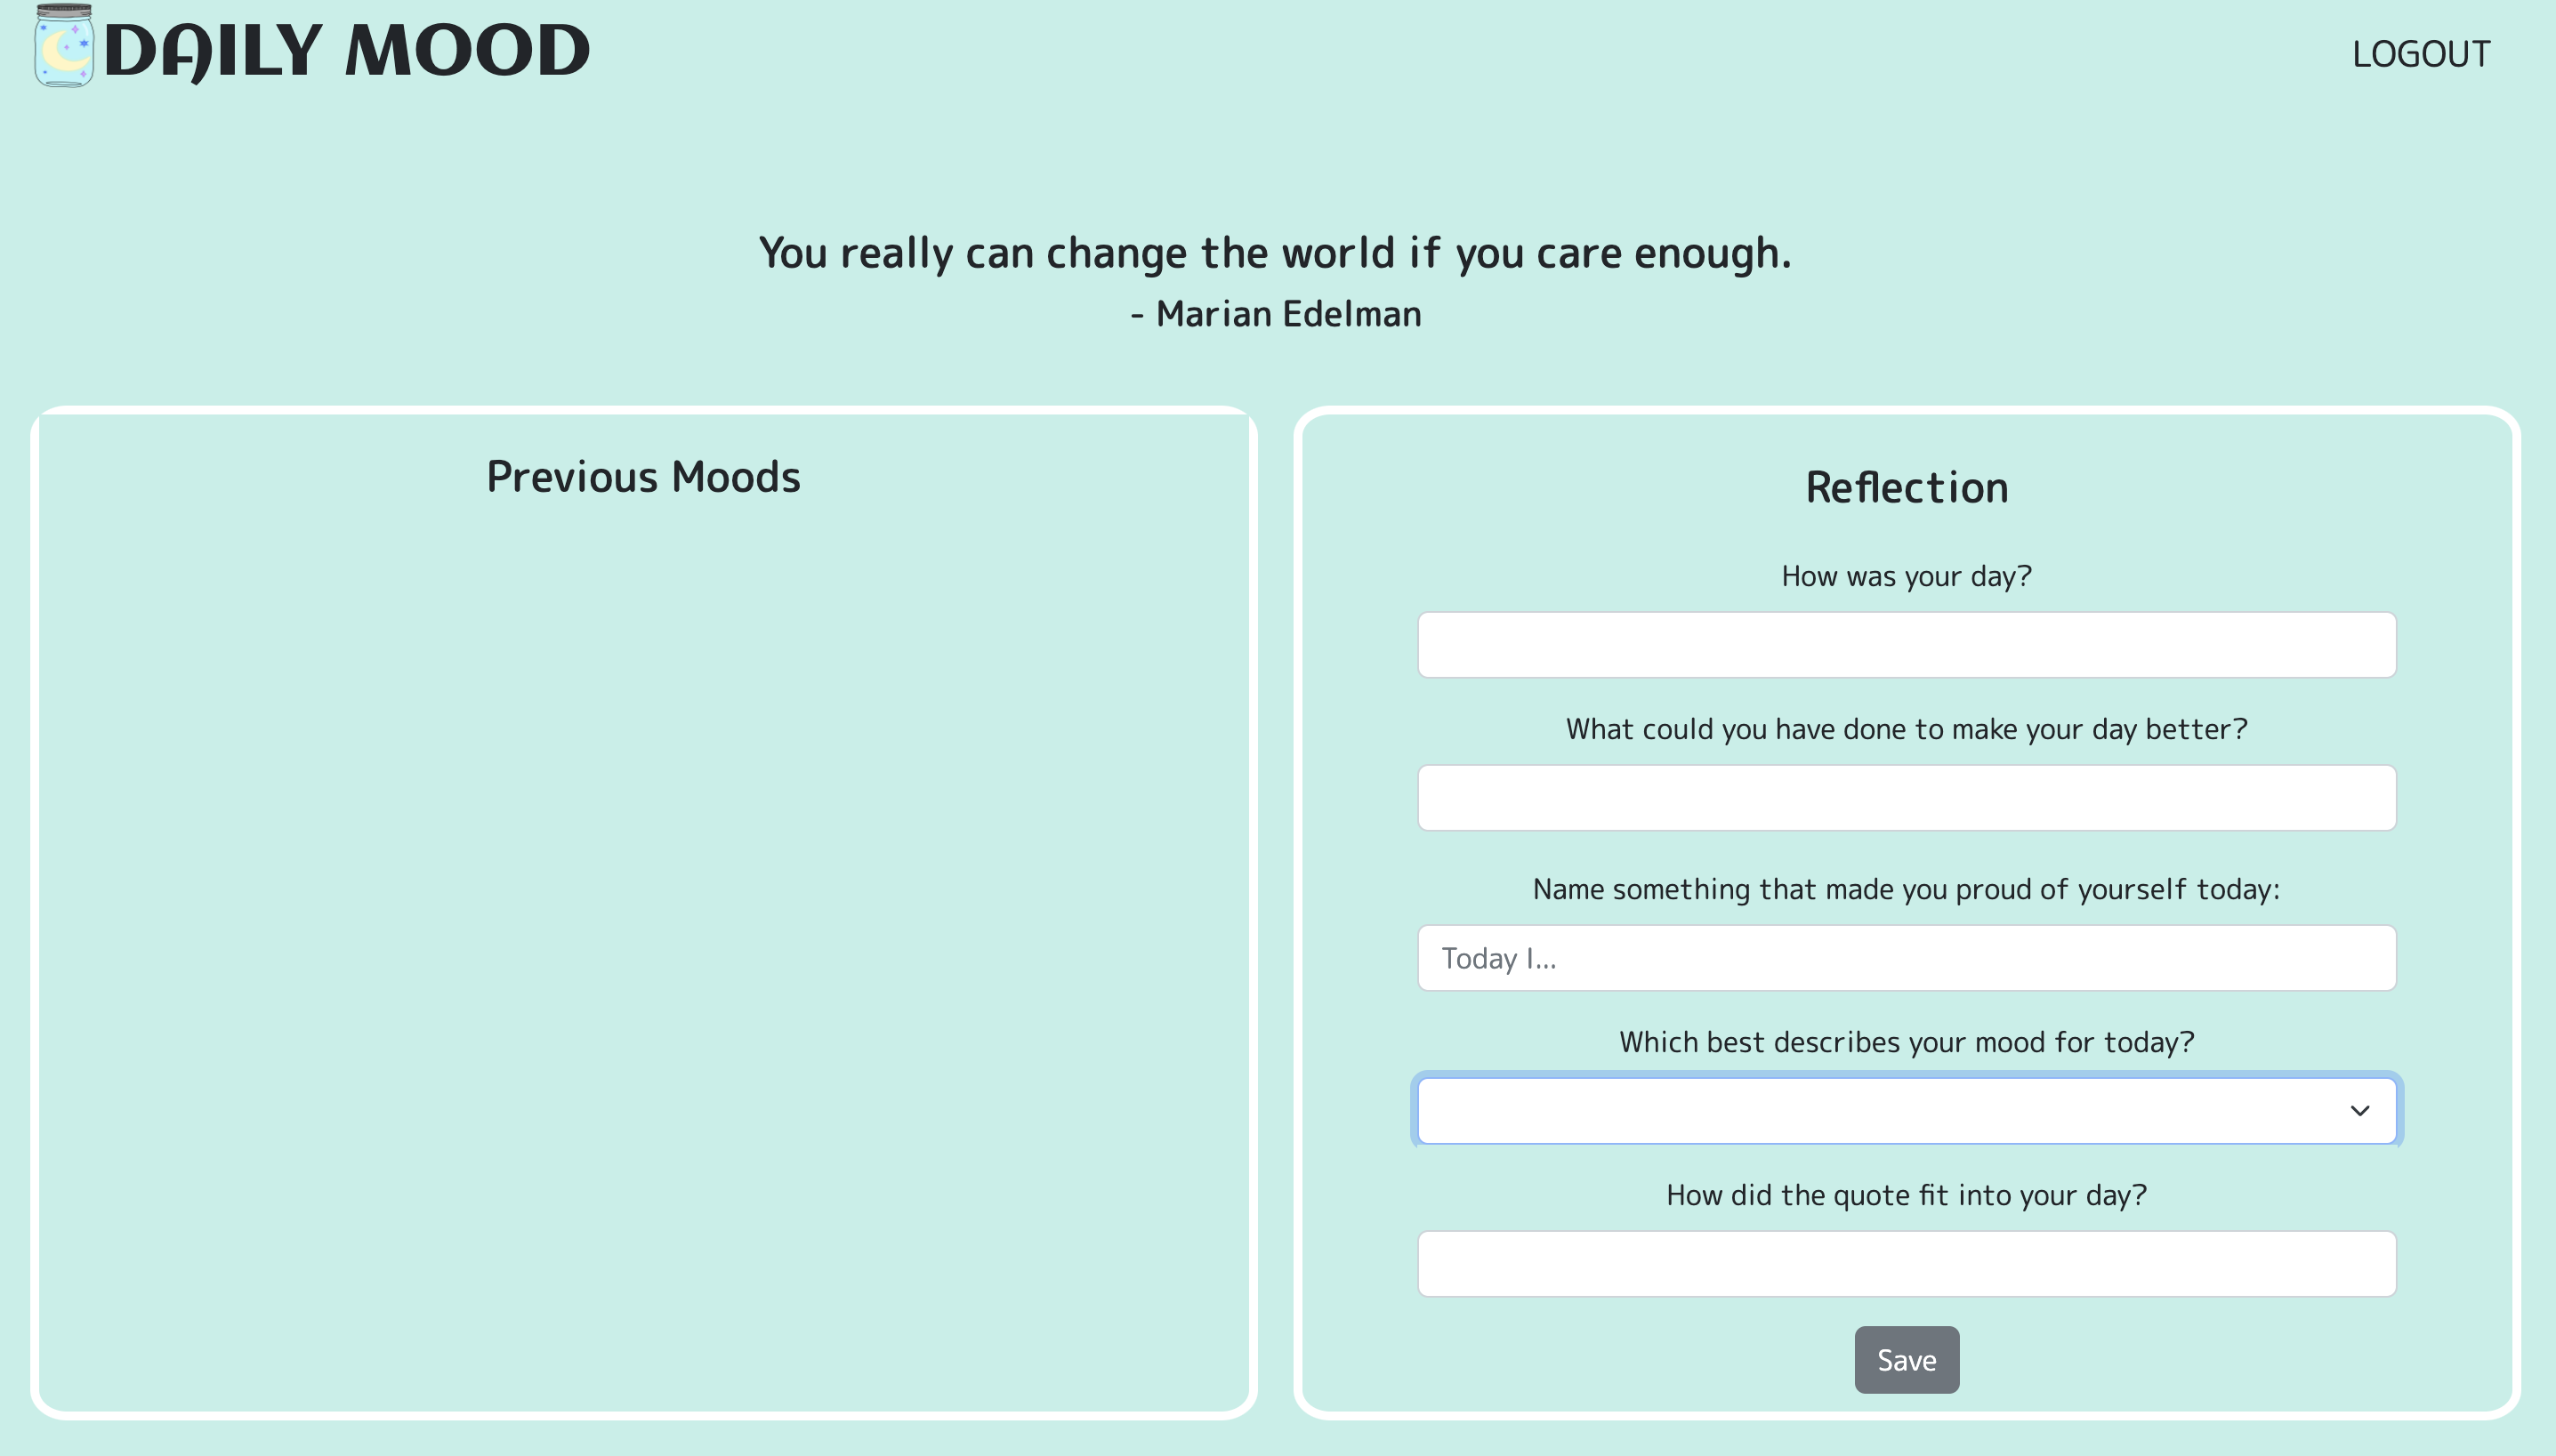 DAILY MOOD
LOGOUT
You really can change the world if you care enough.
- Marian Edelman
Previous Moods
Reflection
How was your day?
What could you have done to make your day better?
Name something that made you proud of yourself today:
Today I...
Which best describes your mood for today?
How did the quote fit into your day?
Save